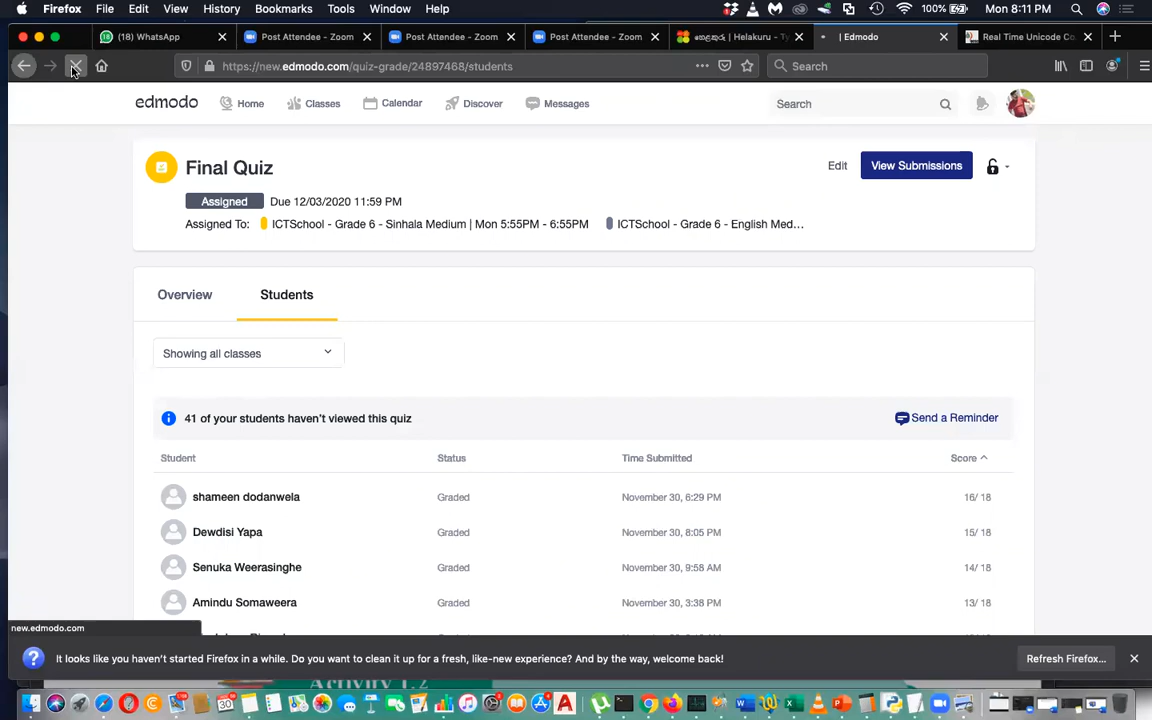 Firefox File Edit View History Bookmarks Tools Window Help 100% Mon 8:11 PM
(18) WhatsApp Post Attendee - Zoom Post Attendee - Zoom Post Attendee - Zoom හෙළකුරු | Helakuru - Ty | Edmodo Real Time Unicode Co
https://new.edmodo.com/quiz-grade/24897468/students Search
edmodo Home Classes Calendar Discover Messages Search
Final Quiz Edit View Submissions
Assigned Due 12/03/2020 11:59 PM
Assigned To: ICTSchool - Grade 6 - Sinhala Medium | Mon 5:55PM - 6:55PM ICTSchool - Grade 6 - English Med...
Overview Students
Showing all classes
41 of your students haven't viewed this quiz Send a Reminder
Student Status Time Submitted Score
shameen dodanwela Graded November 30, 6:29 PM 16/ 18
Dewdisi Yapa Graded November 30, 8:05 PM 15/ 18
Senuka Weerasinghe Graded November 30, 9:58 AM 14/ 18
Amindu Somaweera Graded November 30, 3:38 PM 13/ 18
new.edmodo.com
It looks like you haven't started Firefox in a while. Do you want to clean it up for a fresh, like-new experience? And by the way, welcome back! Refresh Firefox...
Activity 1.2